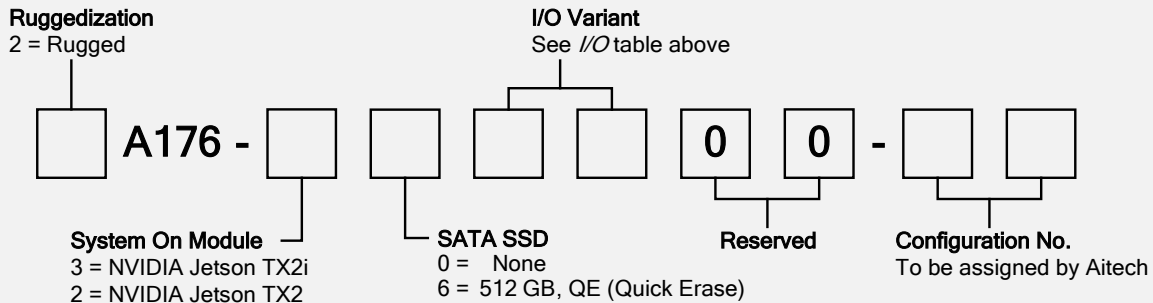 Ruggedization
2 = Rugged
I/O Variant
See I/O table above
A176 - 0 0 -
System On Module
3 = NVIDIA Jetson TX2i
2 = NVIDIA Jetson TX2
SATA SSD
0 = None
6 = 512 GB, QE (Quick Erase)
Reserved
Configuration No.
To be assigned by Aitech